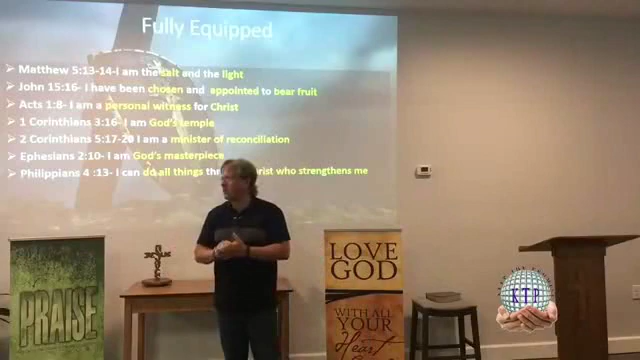 Fully Equipped
➢ Matthew 5:13-14-I am the salt and the light
➢ John 15:16- I have been chosen and appointed to bear fruit
➢ Acts 1:8- I am a personal witness for Christ
➢ 1 Corinthians 3:16- I am God's temple
➢ 2 Corinthians 5:17-20 I am a minister of reconciliation
➢ Ephesians 2:10- I am God's masterpiece
➢ Philippians 4 :13- I can do all things Christ who strengthens me
PRAISE
LOVE
GOD
WITH ALL
YOUR
Heart
KTP